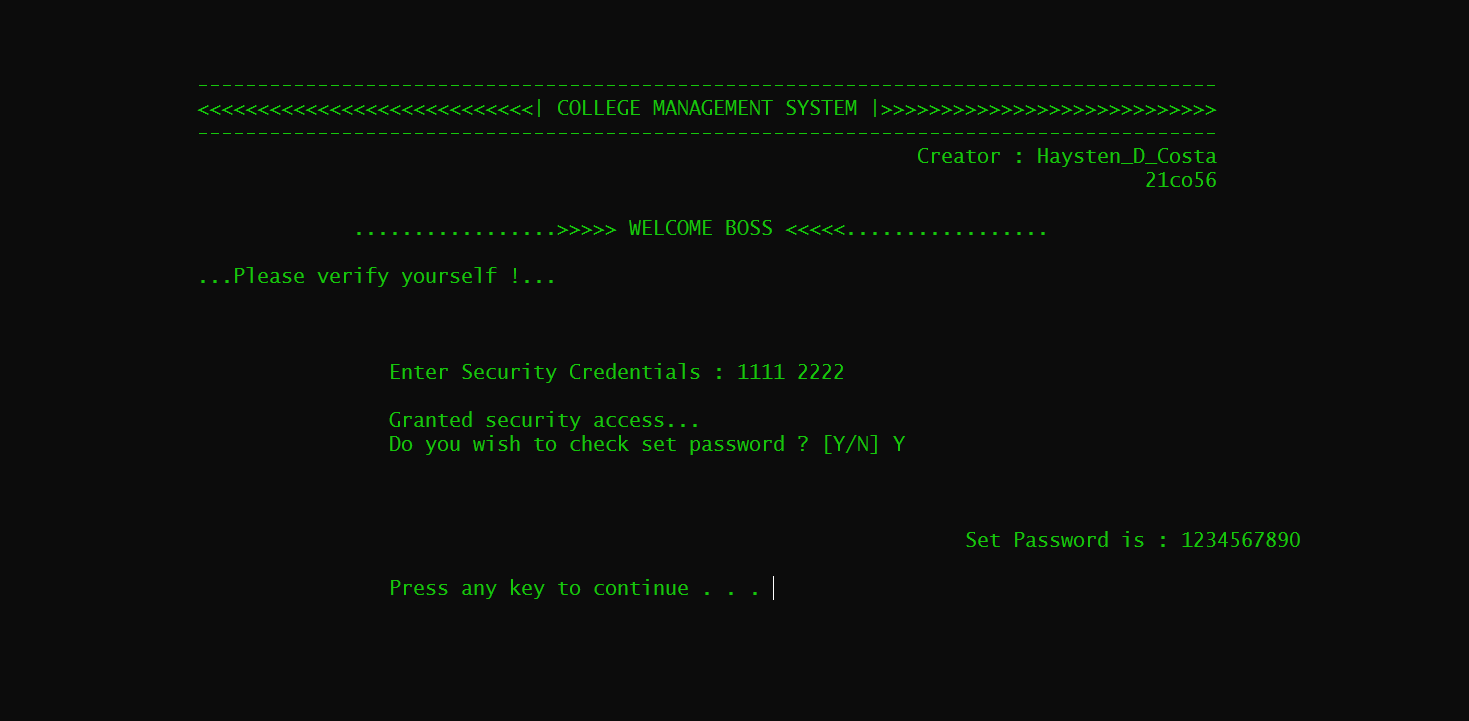 -------------------------------------------------------------------------------------
<<<<<<<<<<<<<<<<<<<<<<<<<<<<| COLLEGE MANAGEMENT SYSTEM |>>>>>>>>>>>>>>>>>>>>>>>>>>>>
-------------------------------------------------------------------------------------
Creator : Haysten_D_Costa
21co56
.................>>>>> WELCOME BOSS <<<<<.................
...Please verify yourself !...
Enter Security Credentials : 1111 2222
Granted security access...
Do you wish to check set password ? [Y/N] Y
Set Password is : 1234567890
Press any key to continue . . .